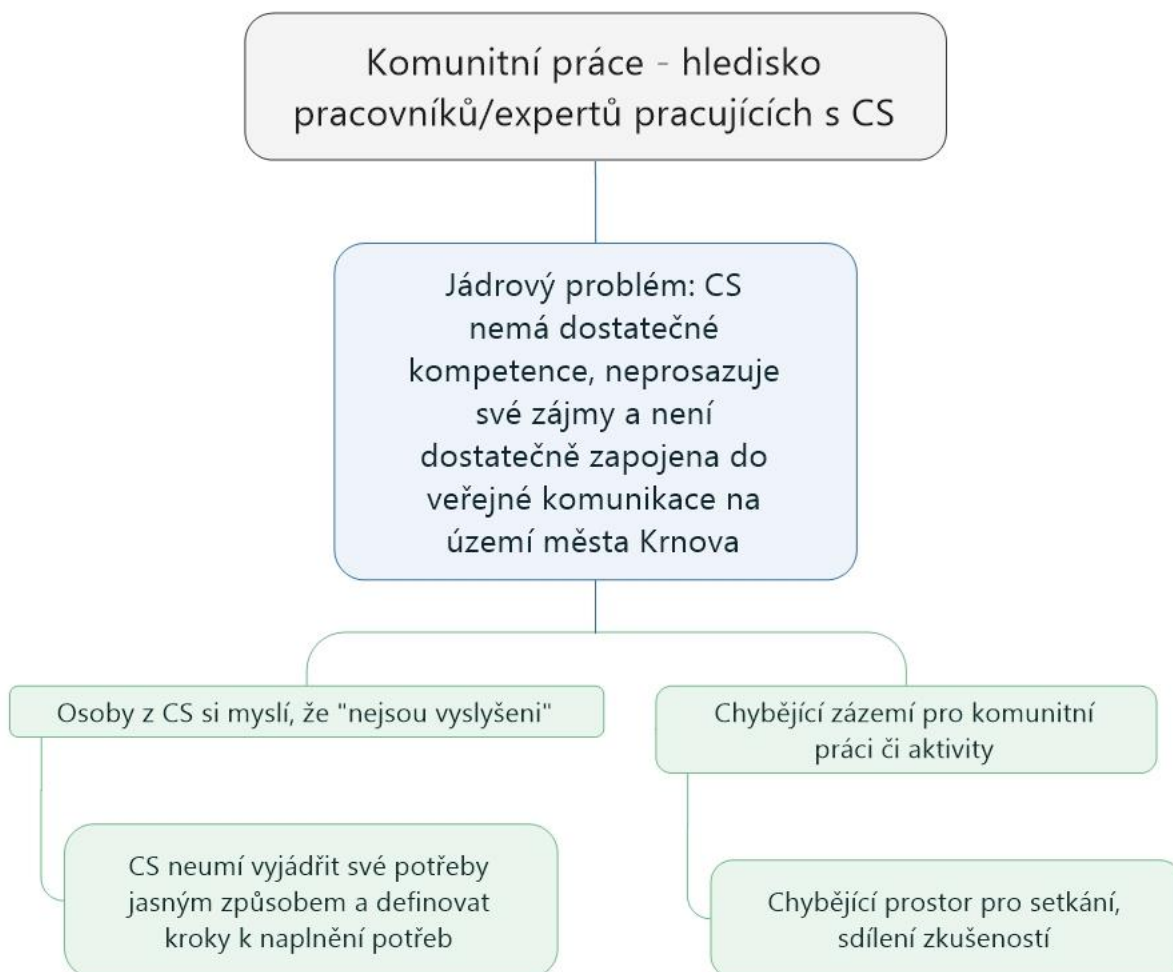 Komunitní práce - hledisko
pracovníků/expertů pracujících s CS
Jádrový problém: CS
nemá dostatečné
kompetence, neprosazuje
své zájmy a není
dostatečně zapojena do
veřejné komunikace na
území města Krnova
Osoby z CS si myslí, že "nejsou vyslyšeni"
CS neumí vyjádřit své potřeby
jasným způsobem a definovat
kroky k naplnění potřeb
Chybějící zázemí pro komunitní
práci či aktivity
Chybějící prostor pro setkání,
sdílení zkušeností